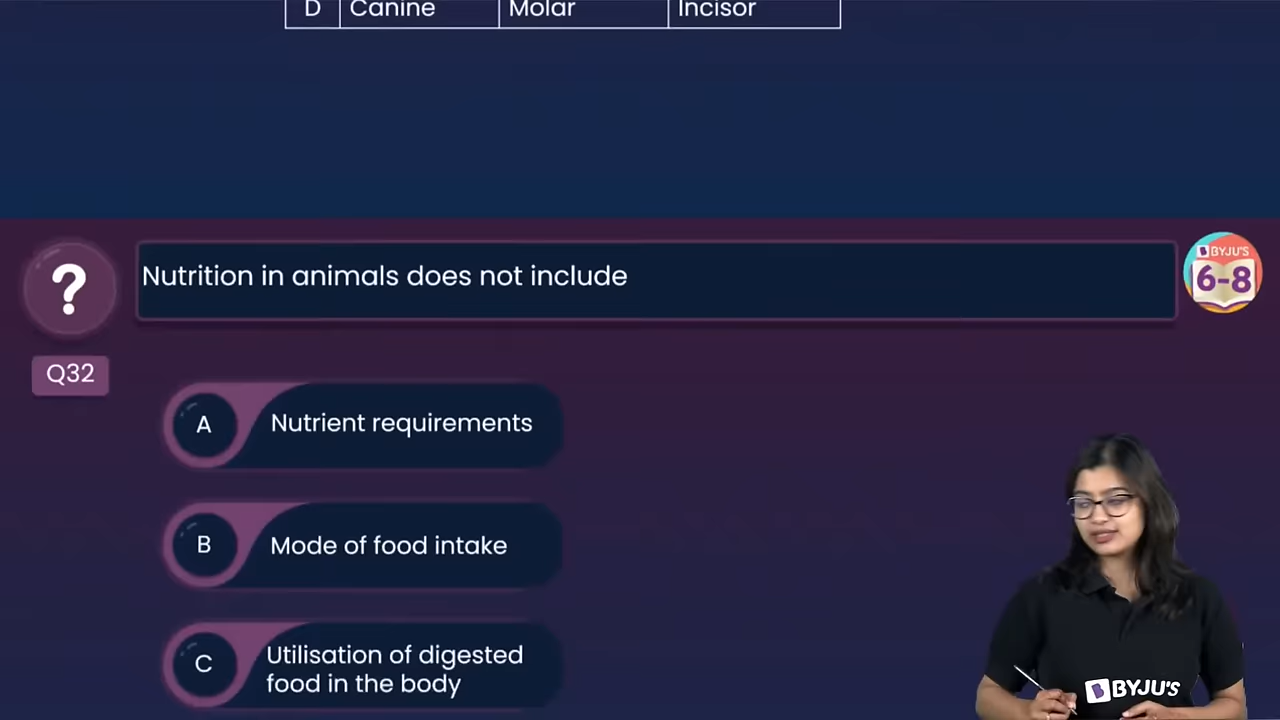 D Canine Molar Incisor
Nutrition in animals does not include
BYJU'S
6-8
?
Q32
A Nutrient requirements
B Mode of food intake
C Utilisation of digested
food in the body
BYJU'S